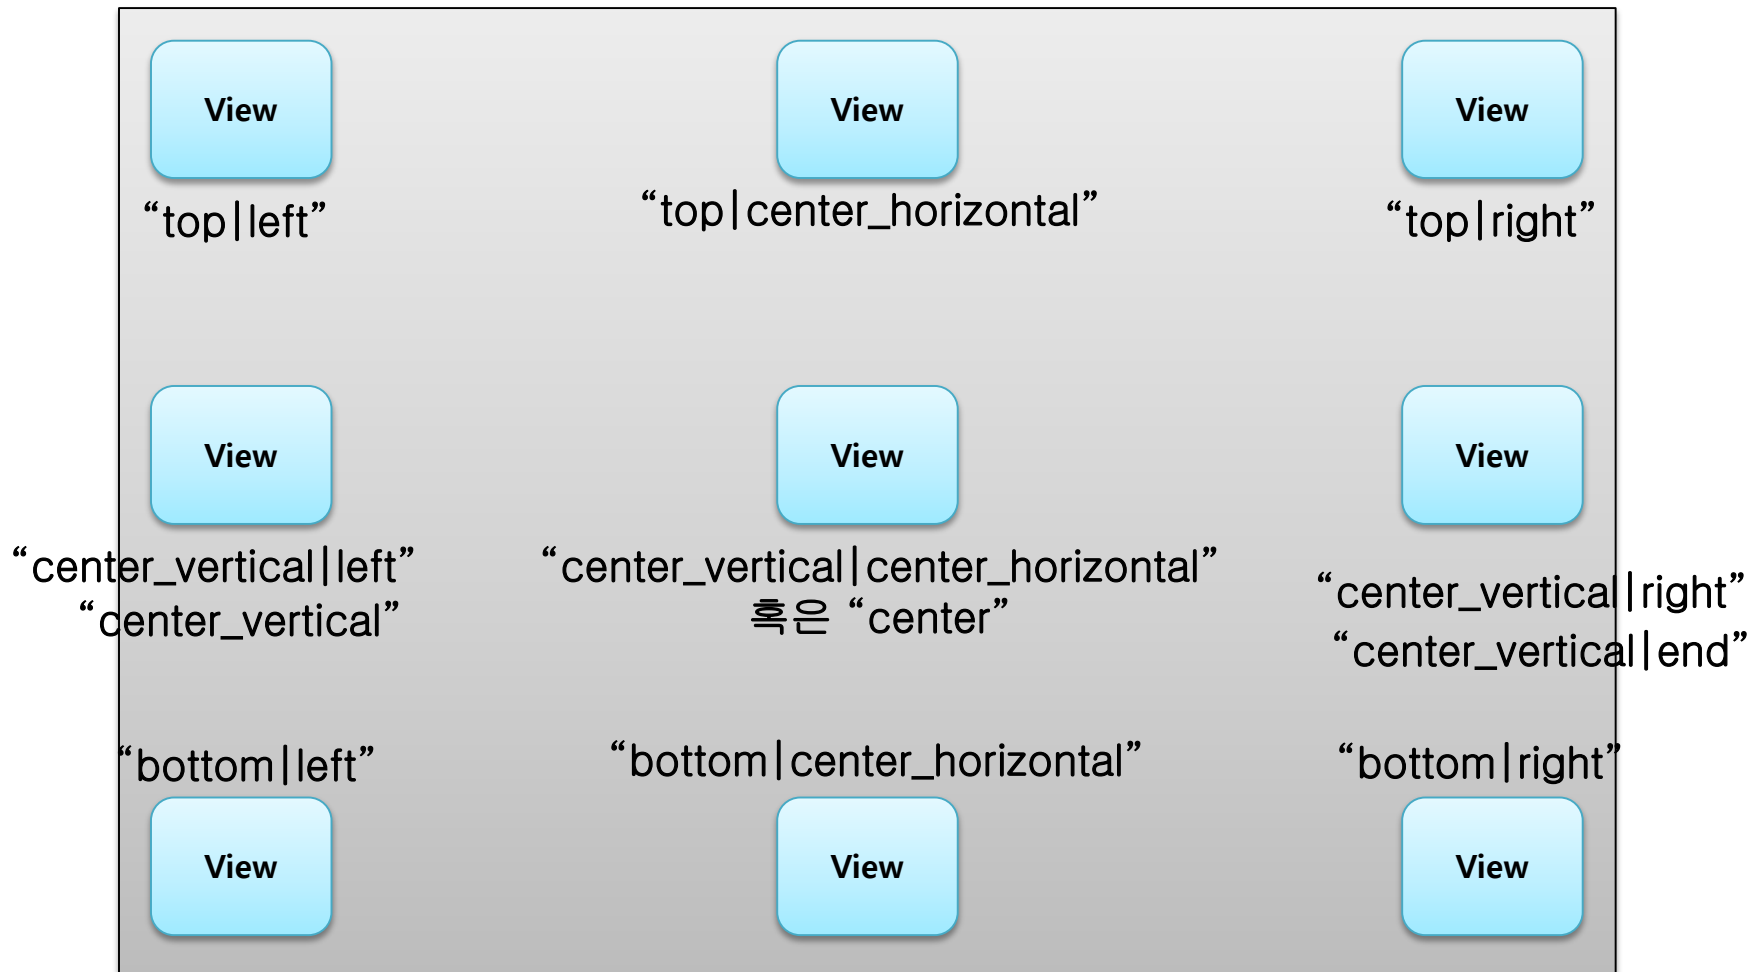 View
View
View
“top|left”
“top|center_horizontal”
“top|right”
View
View
View
“center_vertical|left”
“center_vertical”
“center_vertical|center_horizontal”
혹은 “center”
“center_vertical|right”
“center_vertical|end”
“bottom|left”
“bottom|center_horizontal”
“bottom|right”
View
View
View